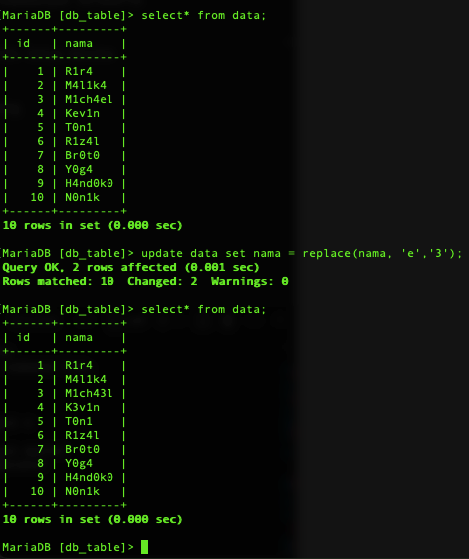 MariaDB [db_table]> select* from data;
+------+---------+
| id   | nama    |
+------+---------+
|    1 | R1r4    |
|    2 | M4l1k4  |
|    3 | M1ch4el |
|    4 | Kev1n   |
|    5 | T0n1    |
|    6 | R1z4l   |
|    7 | Br0t0   |
|    8 | Y0g4    |
|    9 | H4nd0k0 |
|   10 | N0n1k   |
+------+---------+
10 rows in set (0.000 sec)
MariaDB [db_table]> update data set nama = replace(nama, 'e','3');
Query OK, 2 rows affected (0.001 sec)
Rows matched: 10  Changed: 2  Warnings: 0
MariaDB [db_table]> select* from data;
+------+---------+
| id   | nama    |
+------+---------+
|    1 | R1r4    |
|    2 | M4l1k4  |
|    3 | M1ch43l |
|    4 | K3v1n   |
|    5 | T0n1    |
|    6 | R1z4l   |
|    7 | Br0t0   |
|    8 | Y0g4    |
|    9 | H4nd0k0 |
|   10 | N0n1k   |
+------+---------+
10 rows in set (0.000 sec)
MariaDB [db_table]>